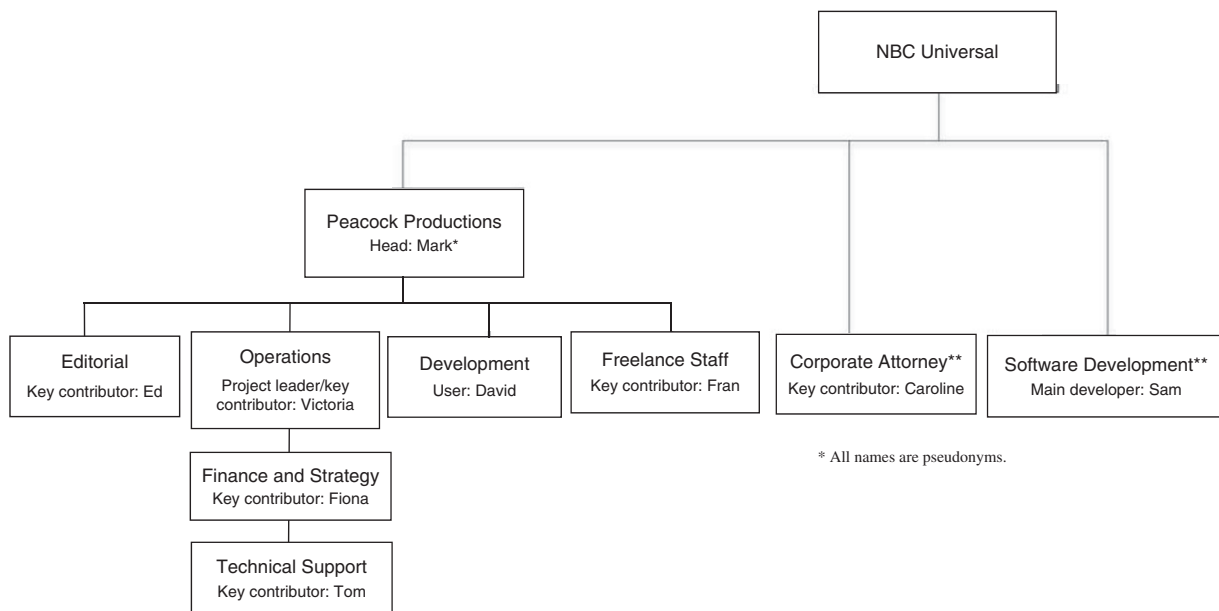 NBC Universal
Peacock Productions
Head: Mark*
Editorial
Key contributor: Ed
Operations
Project leader/key
contributor: Victoria
Development
User: David
Freelance Staff
Key contributor: Fran
Corporate Attorney**
Key contributor: Caroline
Software Development**
Main developer: Sam
Finance and Strategy
Key contributor: Fiona
* All names are pseudonyms.
Technical Support
Key contributor: Tom